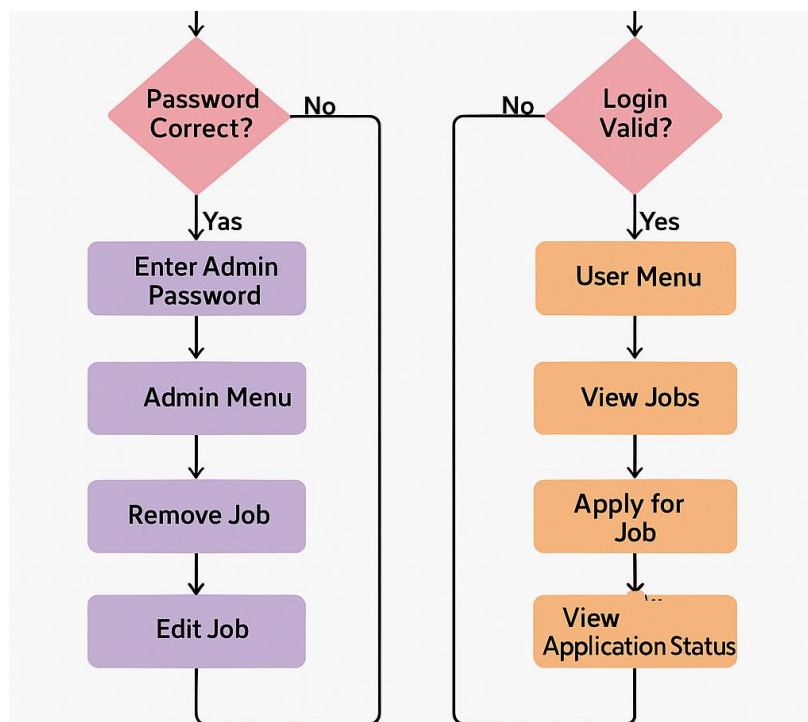 Password
Correct?
No
Yas
Enter Admin
Password
Admin Menu
Remove Job
Edit Job
Login
Valid?
No
Yes
User Menu
View Jobs
Apply for
Job
View
Application Status